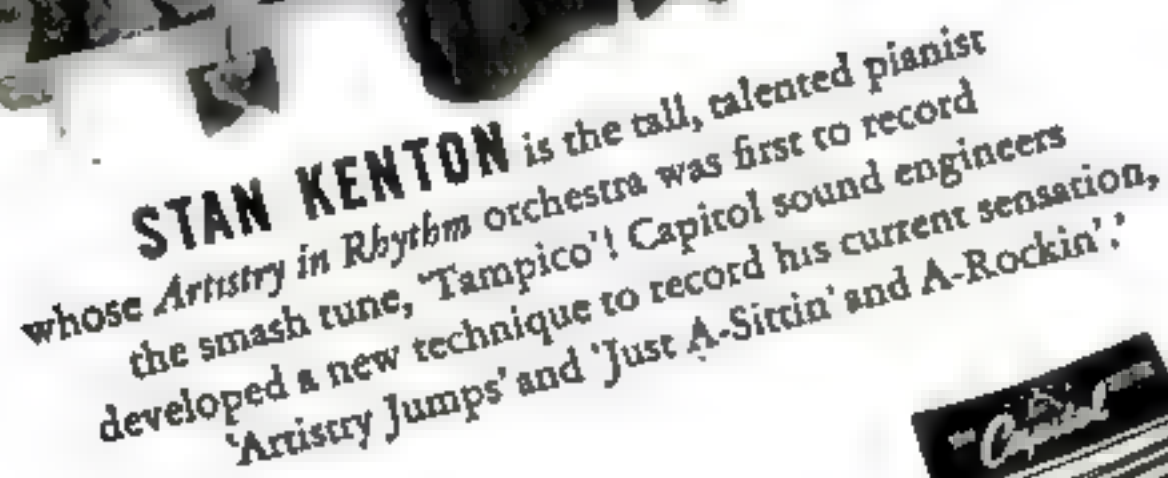 STAN KENTON is the tall, talented pianist
whose Artistry in Rhythm orchestra was first to record
the smash tune, 'Tampico'! Capitol sound engineers
developed a new technique to record his current sensation,
'Artistry Jumps' and 'Just A-Sittin' and A-Rockin'.'
Capitol